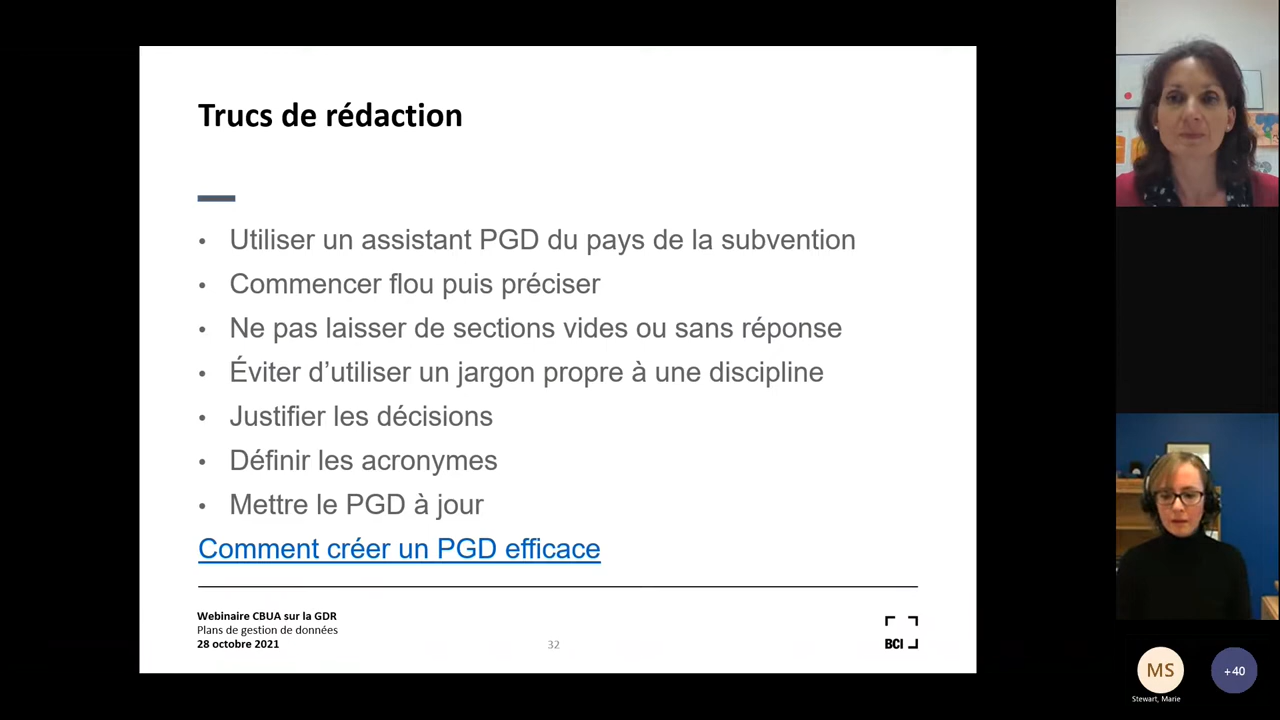 Trucs de rédaction
• Utiliser un assistant PGD du pays de la subvention
• Commencer flou puis préciser
• Ne pas laisser de sections vides ou sans réponse
• Éviter d’utiliser un jargon propre à une discipline
• Justifier les décisions
• Définir les acronymes
• Mettre le PGD à jour
Comment créer un PGD efficace
Webinaire CBUA sur la GDR
Plans de gestion de données
28 octobre 2021
32
BCI
MS
+40
Stewart, Marie